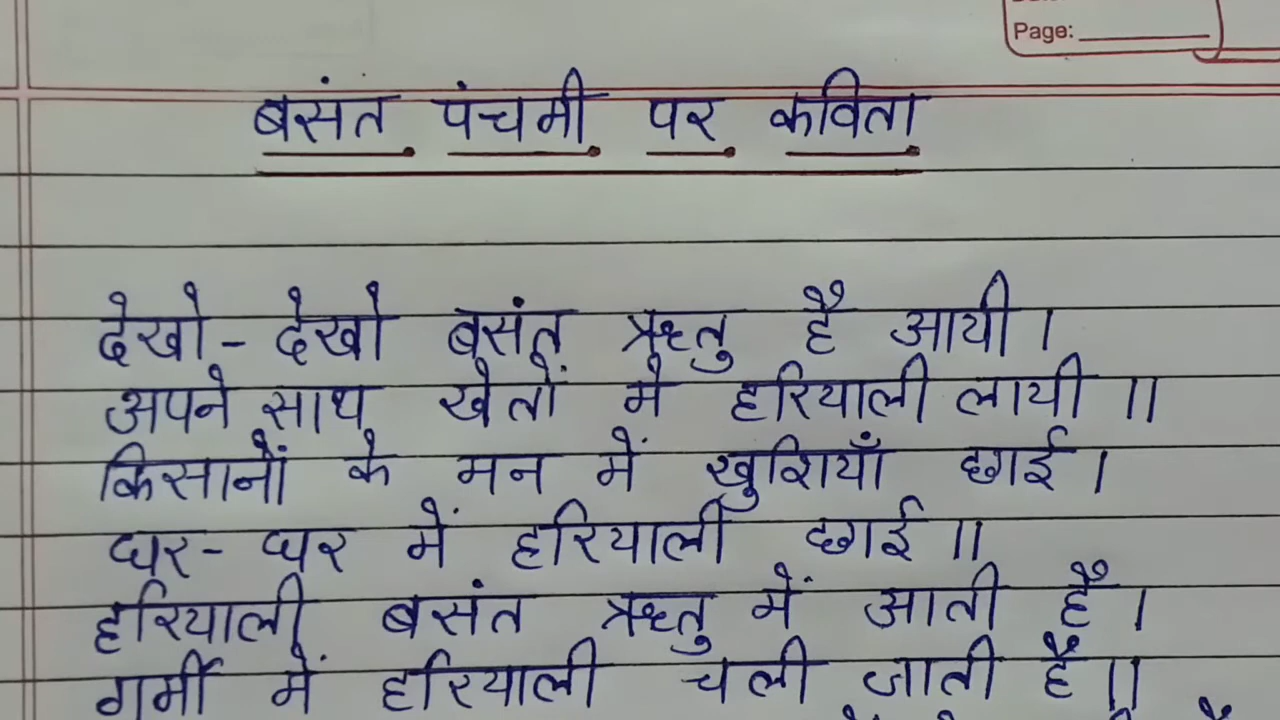 Page:
बसंत पंचमी पर कविता
देखो-देखो बसंत ऋतु है आयी।
अपने साथ खेतों में हरियाली लायी॥
किसानों के मन में खुशियाँ छाई।
घर-घर में हरियाली छाई॥
हरियाली बसंत ऋतु में आती है।
गर्मी में हरियाली चली जाती है॥